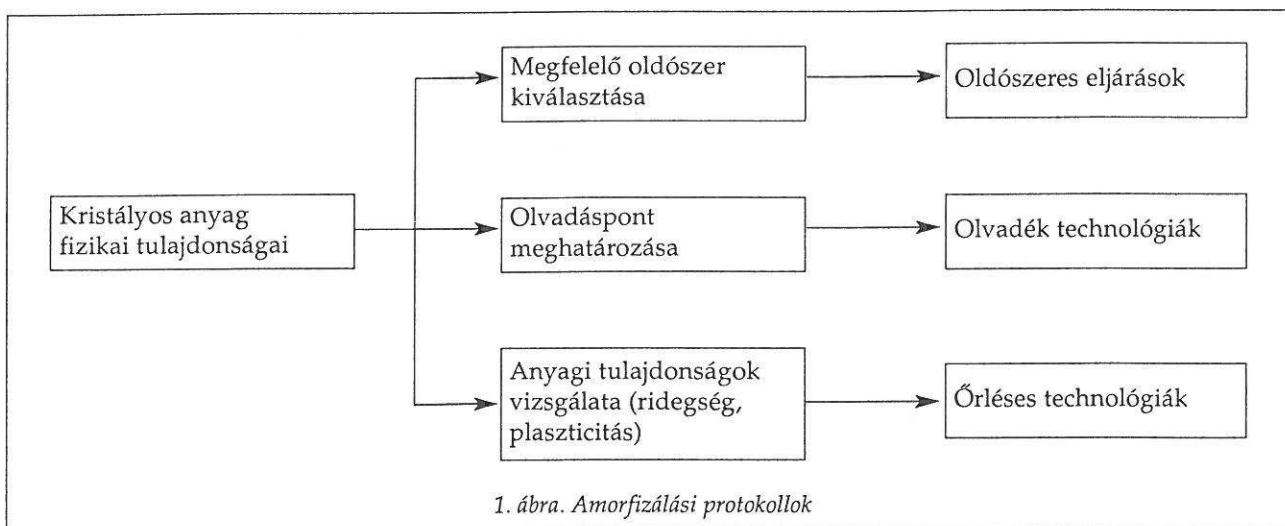 Megfelelő oldószer
kiválasztása
Oldószeres eljárások
Kristályos anyag
fizikai tulajdonságai
Olvadáspont
meghatározása
Olvadék technológiák
Anyagi tulajdonságok
vizsgálata (ridegség,
plaszticitás)
Őrléses technológiák
1. ábra. Amorfizálási protokollok